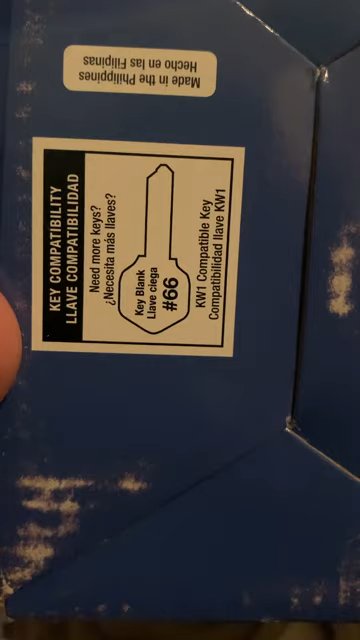 Made in the Philippines
Hecho en las Filipinas
KEY COMPATIBILITY
LLAVE COMPATIBILIDAD
Need more keys?
¿Necesita más llaves?
Key Blank
Llave ciega
#66
KW1 Compatible Key
Compatibilidad llave KW1